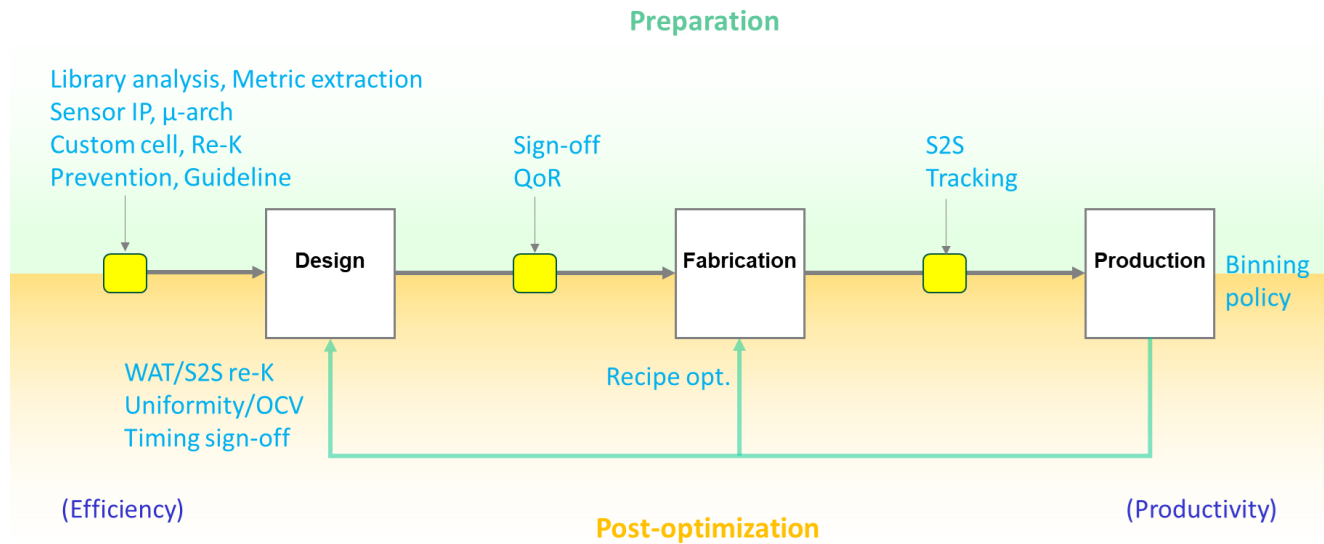 Preparation
Library analysis, Metric extraction
Sensor IP, μ-arch
Custom cell, Re-K
Prevention, Guideline
Sign-off
QoR
S2S
Tracking
Design
Fabrication
Production
Binning
policy
WAT/S2S re-K
Uniformity/OCV
Timing sign-off
Recipe opt.
(Efficiency)
(Productivity)
Post-optimization